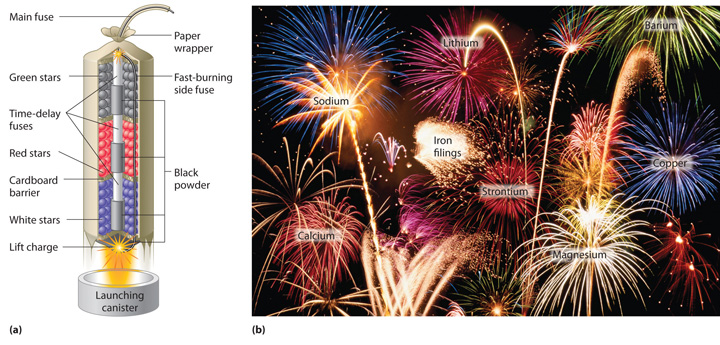 Main fuse
Paper
wrapper
Green stars
Fast-burning
side fuse
Time-delay
fuses
Red stars
Cardboard
barrier
Black
powder
White stars
Lift charge
Launching
canister
(a)
Barium
Lithium
Sodium
Iron
filings
Copper
Strontium
Calcium
Magnesium
(b)